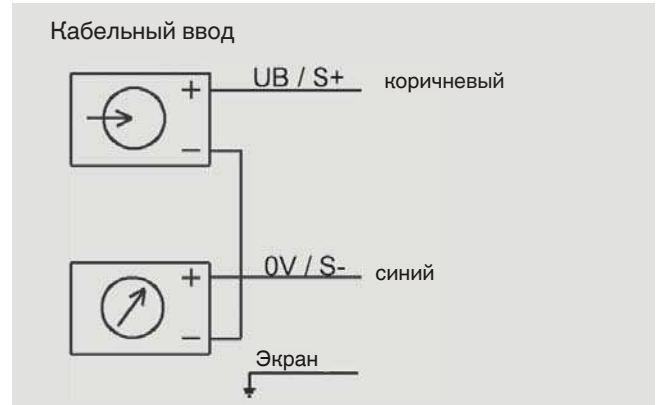 Кабельный ввод
UB / S+ коричневый
+
−
0V / S- синий
+
−
Экран